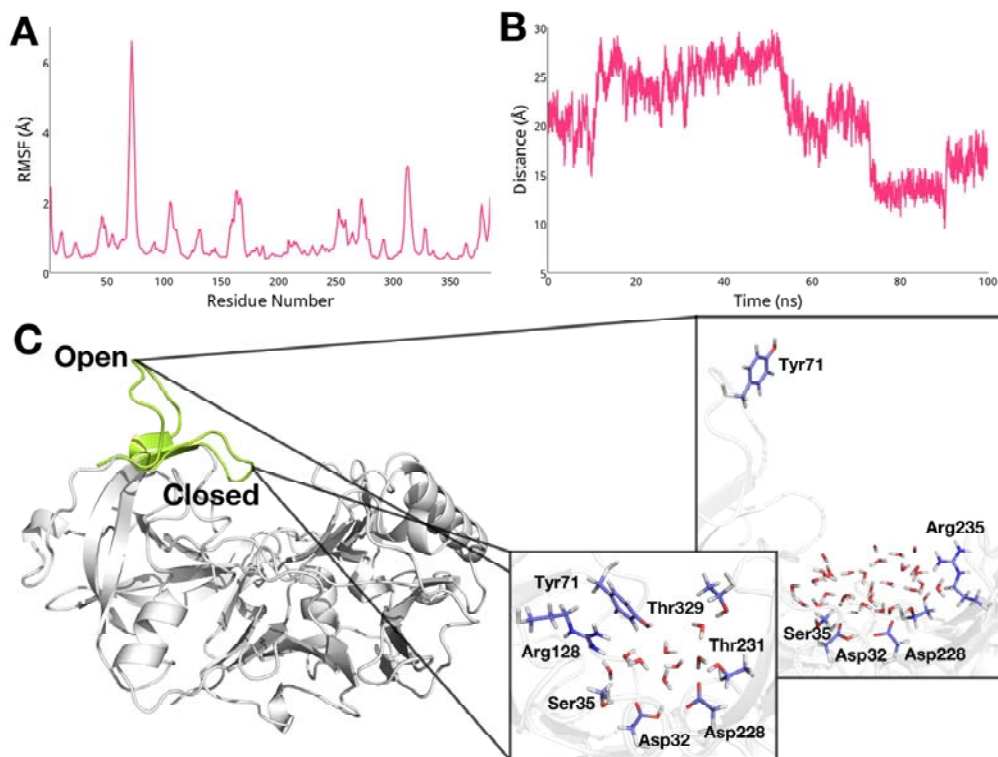 A
RMSF (Å)
6
4
2
0
50
100
150
200
250
300
350
Residue Number
B
Distance (Å)
30
25
20
15
10
5
0
20
40
60
80
100
Time (ns)
C
Open
Closed
Tyr71
Arg235
Ser35
Asp32
Asp228
Tyr71
Thr329
Arg128
Thr231
Ser35
Asp32
Asp228